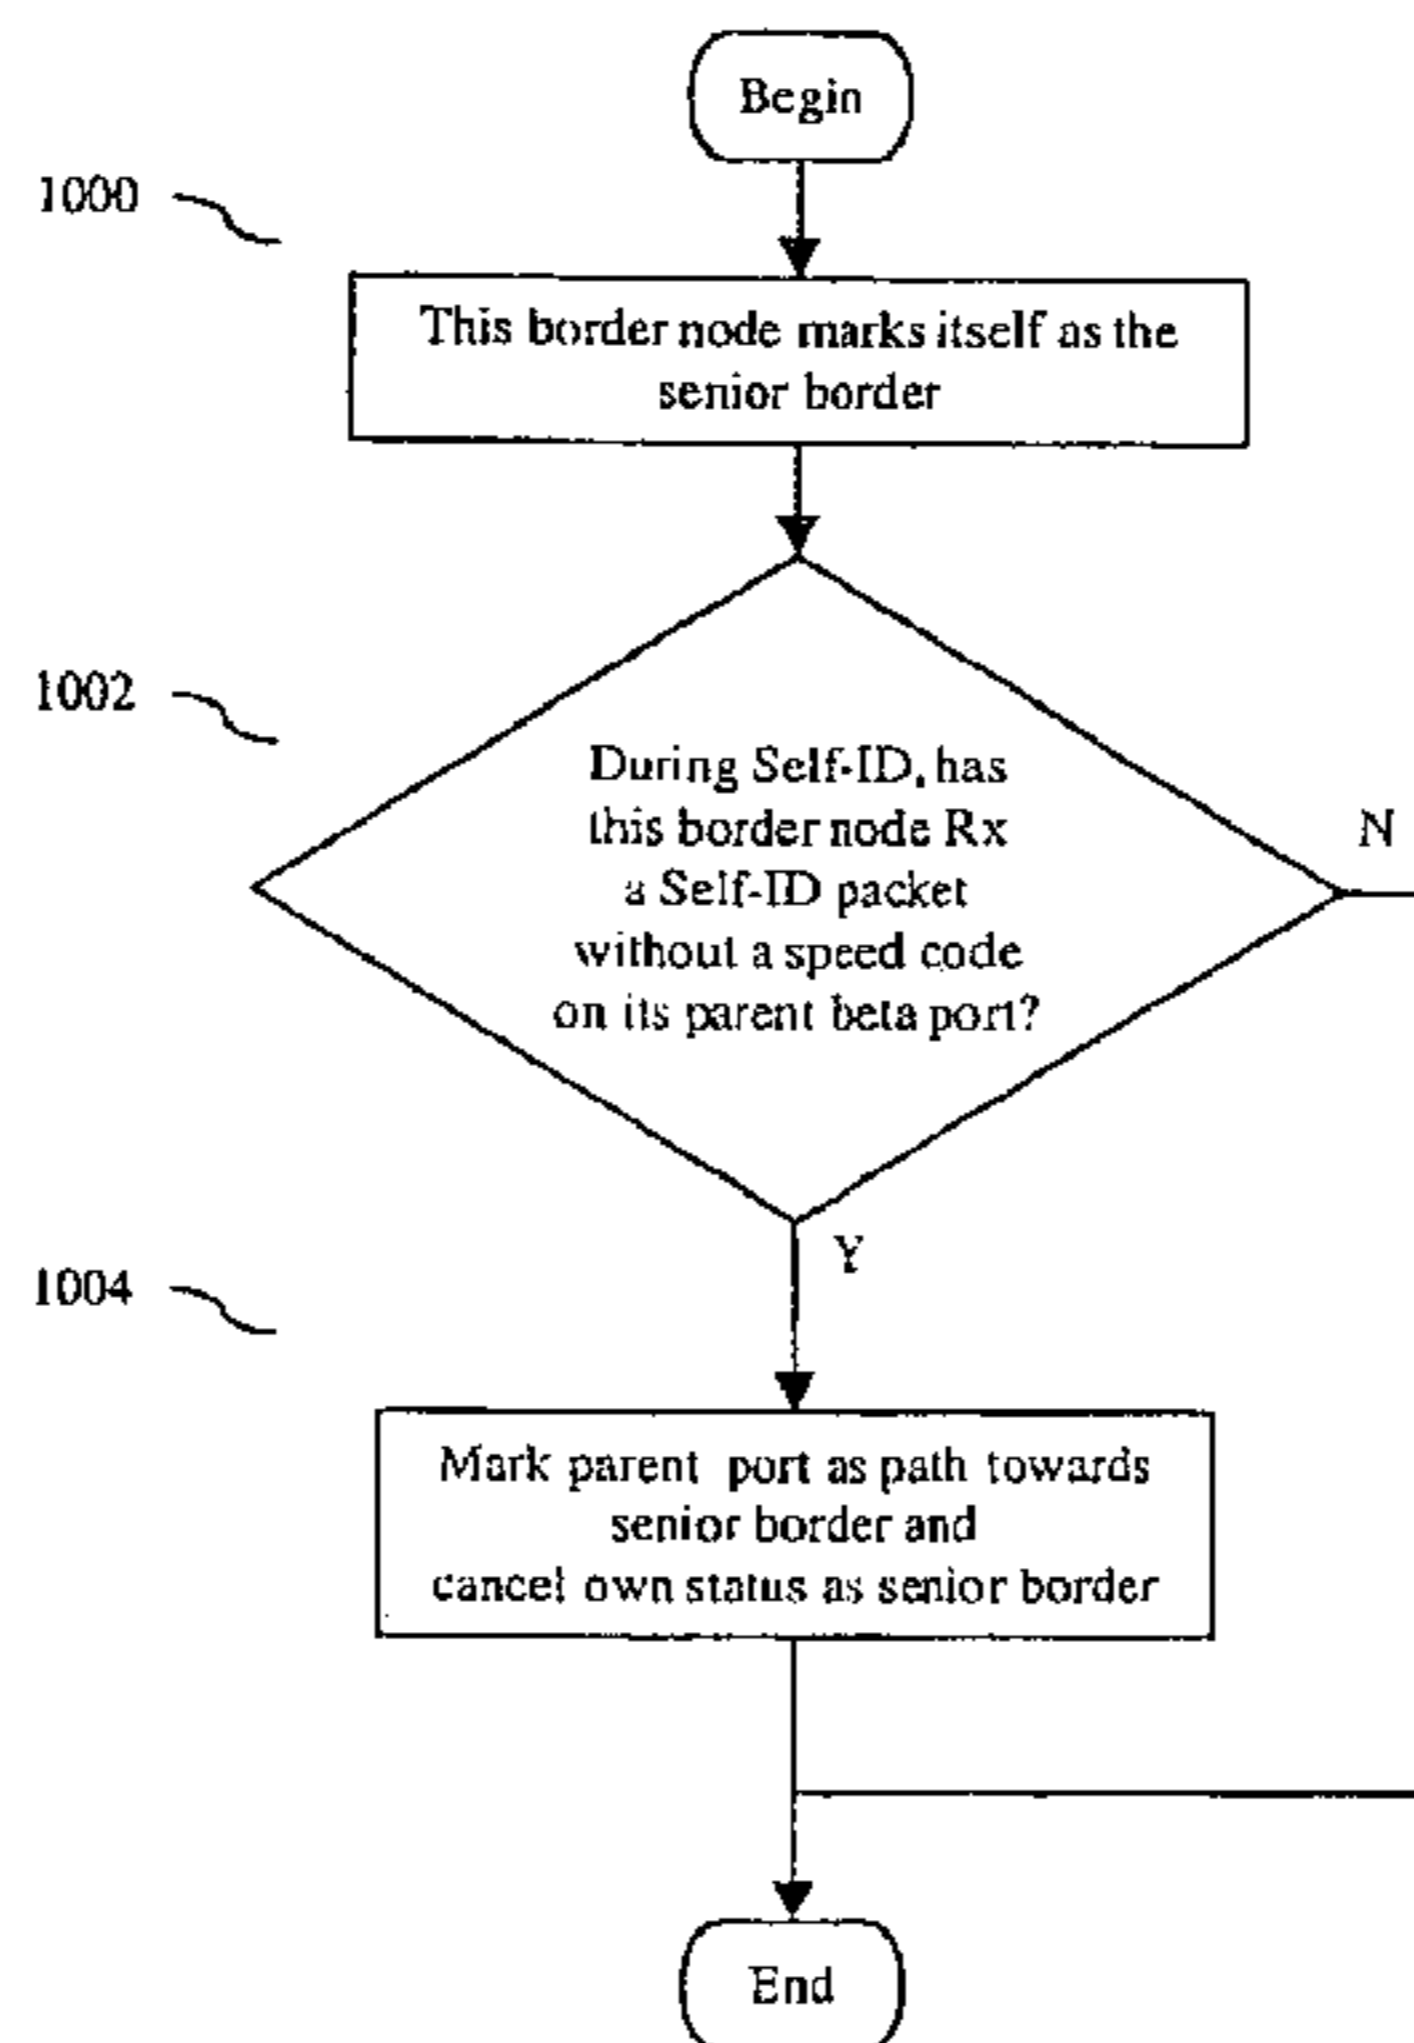 Begin
1000
This border node marks itself as the
senior border
1002
During Self-ID, has
this border node Rx
a Self-ID packet
without a speed code
on its parent beta port?
N
Y
1004
Mark parent port as path towards
senior border and
cancel own status as senior border
End